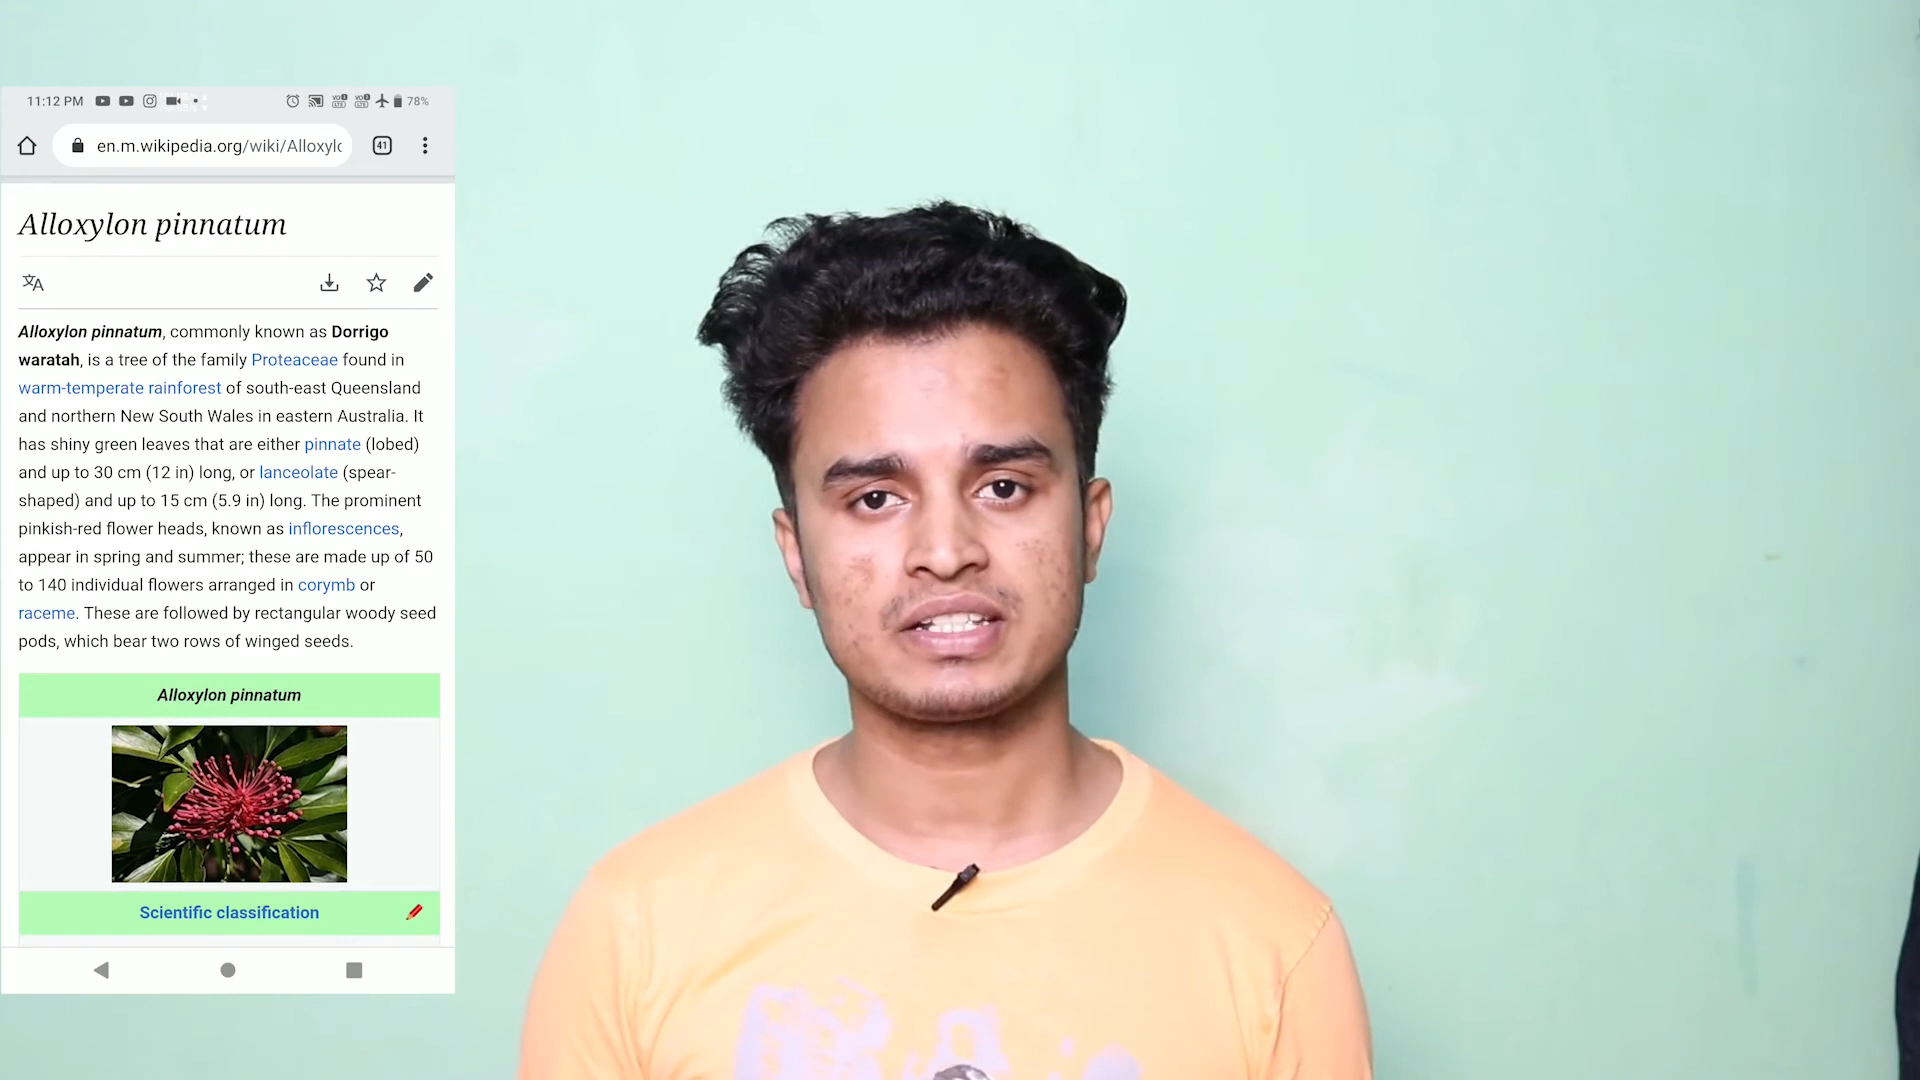 11:12 PM
78%
en.m.wikipedia.org/wiki/Alloxylo
41
Alloxylon pinnatum
Alloxylon pinnatum, commonly known as Dorrigo
waratah, is a tree of the family Proteaceae found in
warm-temperate rainforest of south-east Queensland
and northern New South Wales in eastern Australia. It
has shiny green leaves that are either pinnate (lobed)
and up to 30 cm (12 in) long, or lanceolate (spear-
shaped) and up to 15 cm (5.9 in) long. The prominent
pinkish-red flower heads, known as inflorescences,
appear in spring and summer; these are made up of 50
to 140 individual flowers arranged in corymb or
raceme. These are followed by rectangular woody seed
pods, which bear two rows of winged seeds.
Alloxylon pinnatum
Scientific classification